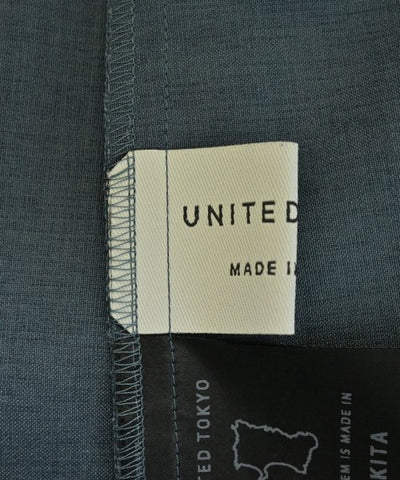 UNITED
MADE I
TED TOKYO
EM IS MADE IN
KITA